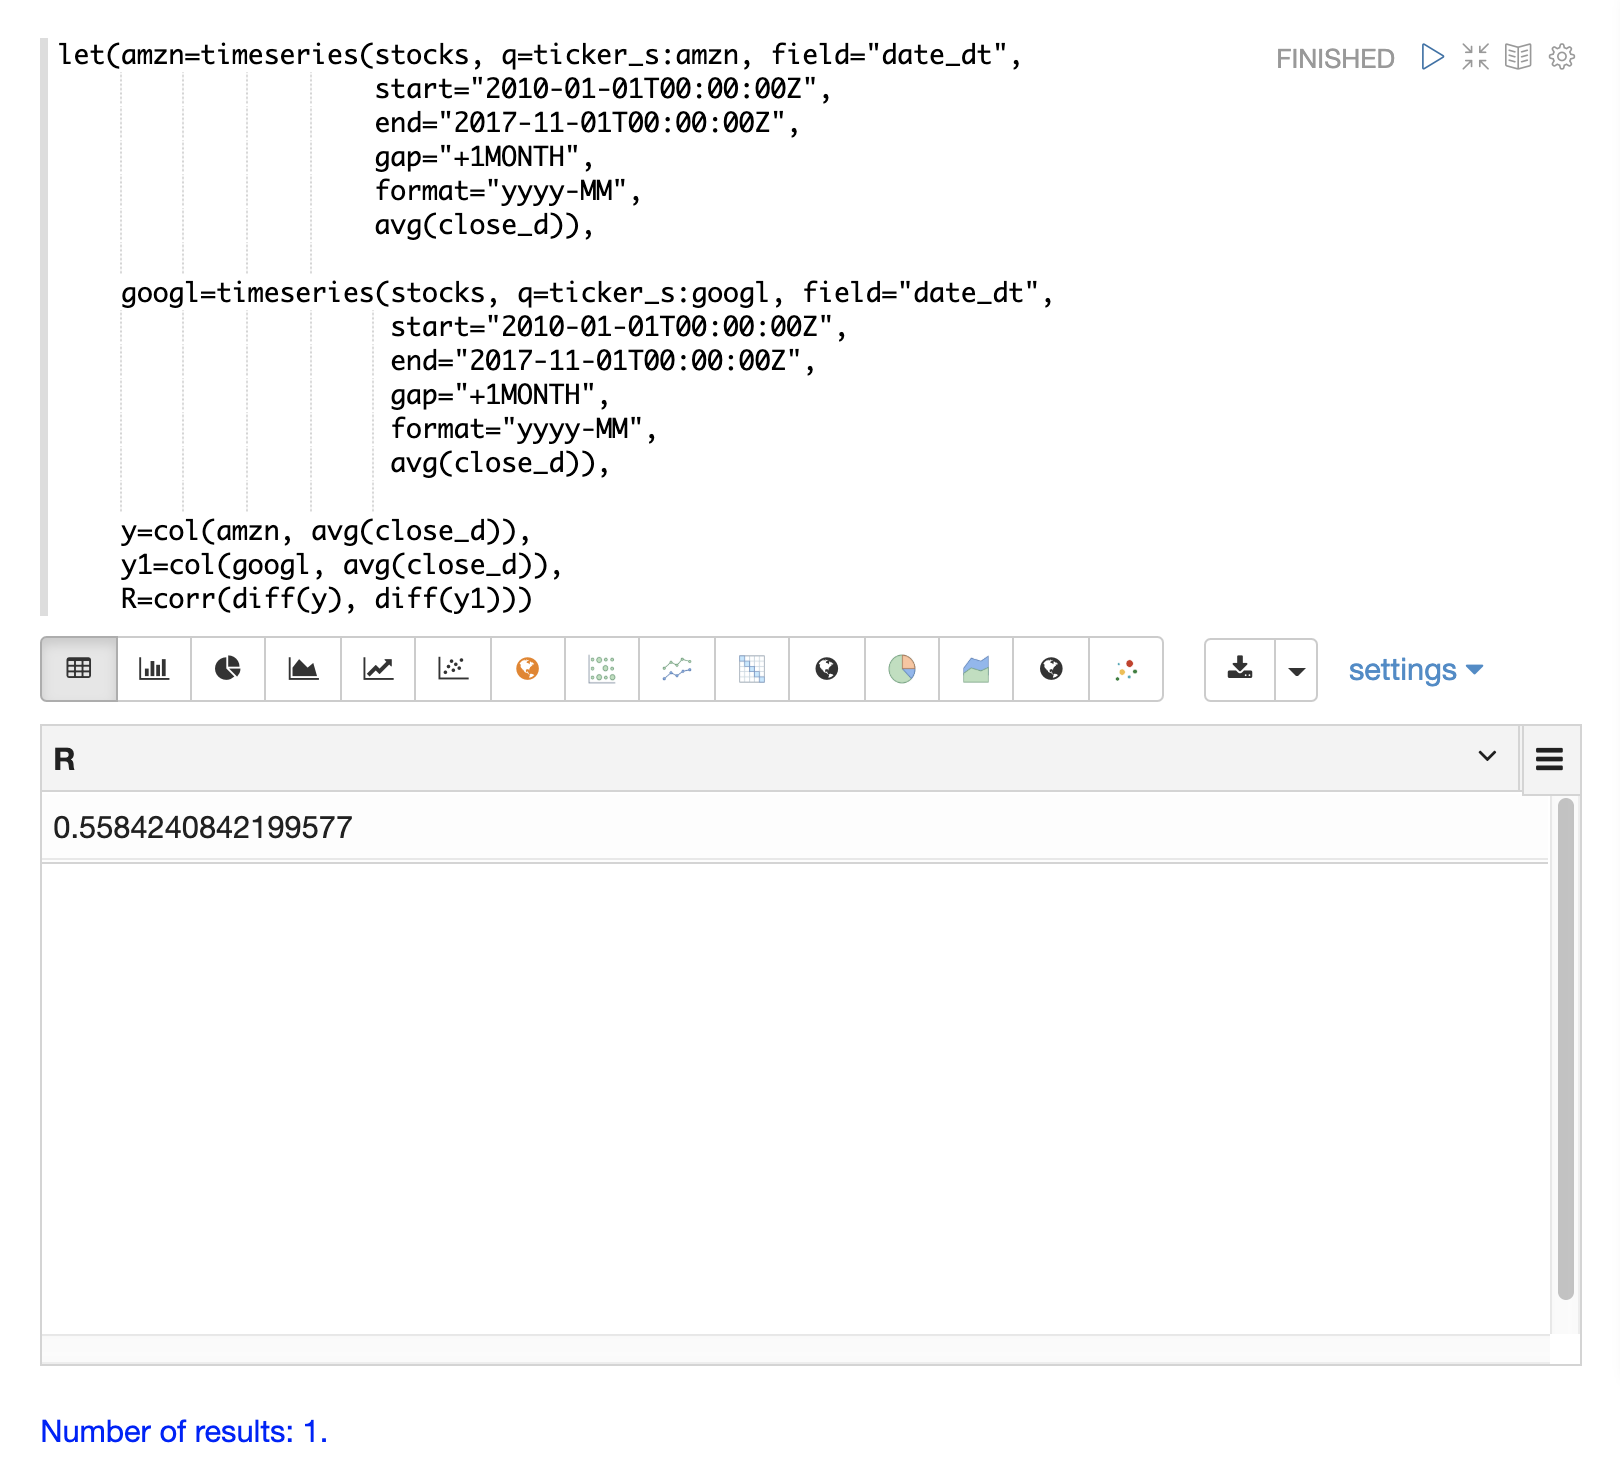 let(amzn=timeseries(stocks, q=ticker_s:amzn, field="date_dt",
FINISHED
start="2010-01-01T00:00:00Z",
end="2017-11-01T00:00:00Z",
gap="+1MONTH",
format="yyyy-MM",
avg(close_d)),
googl=timeseries(stocks, q=ticker_s:googl, field="date_dt",
start="2010-01-01T00:00:00Z",
end="2017-11-01T00:00:00Z",
gap="+1MONTH",
format="yyyy-MM",
avg(close_d)),
y=col(amzn, avg(close_d)),
y1=col(googl, avg(close_d)),
R=corr(diff(y), diff(y1)))
settings
R
0.5584240842199577
Number of results: 1.